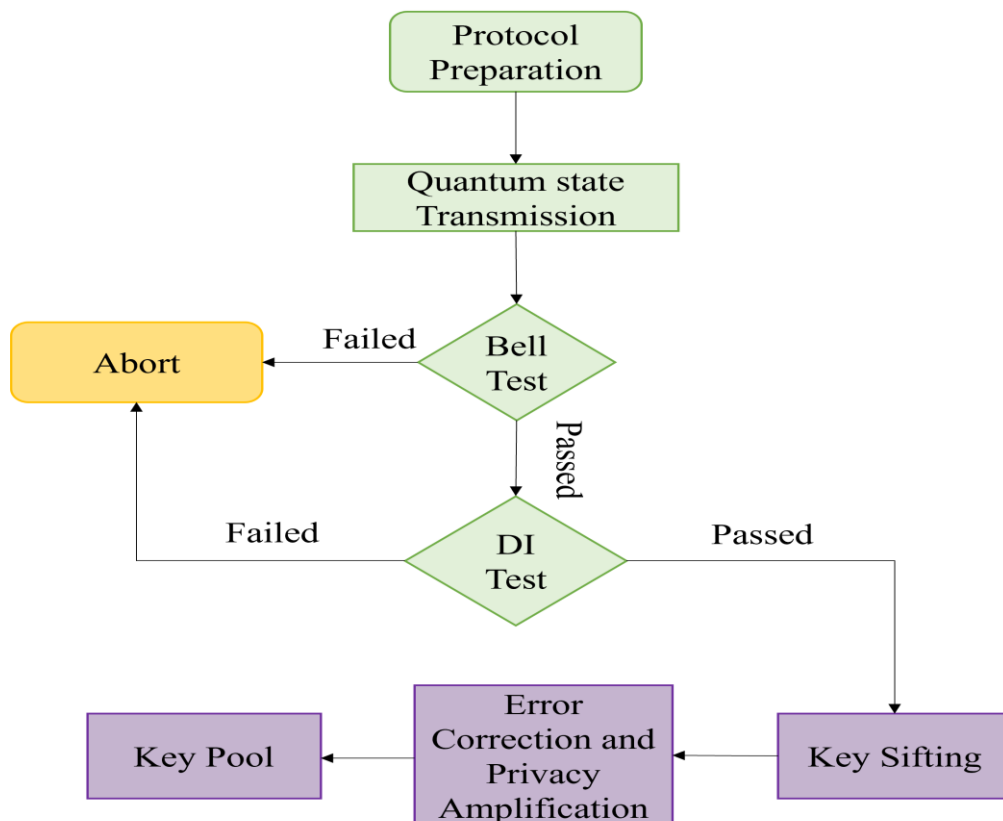 Protocol
Preparation
Quantum state
Transmission
Bell
Test
Failed
Abort
Passed
DI
Test
Failed
Passed
Key Sifting
Error
Correction and
Privacy
Amplification
Key Pool